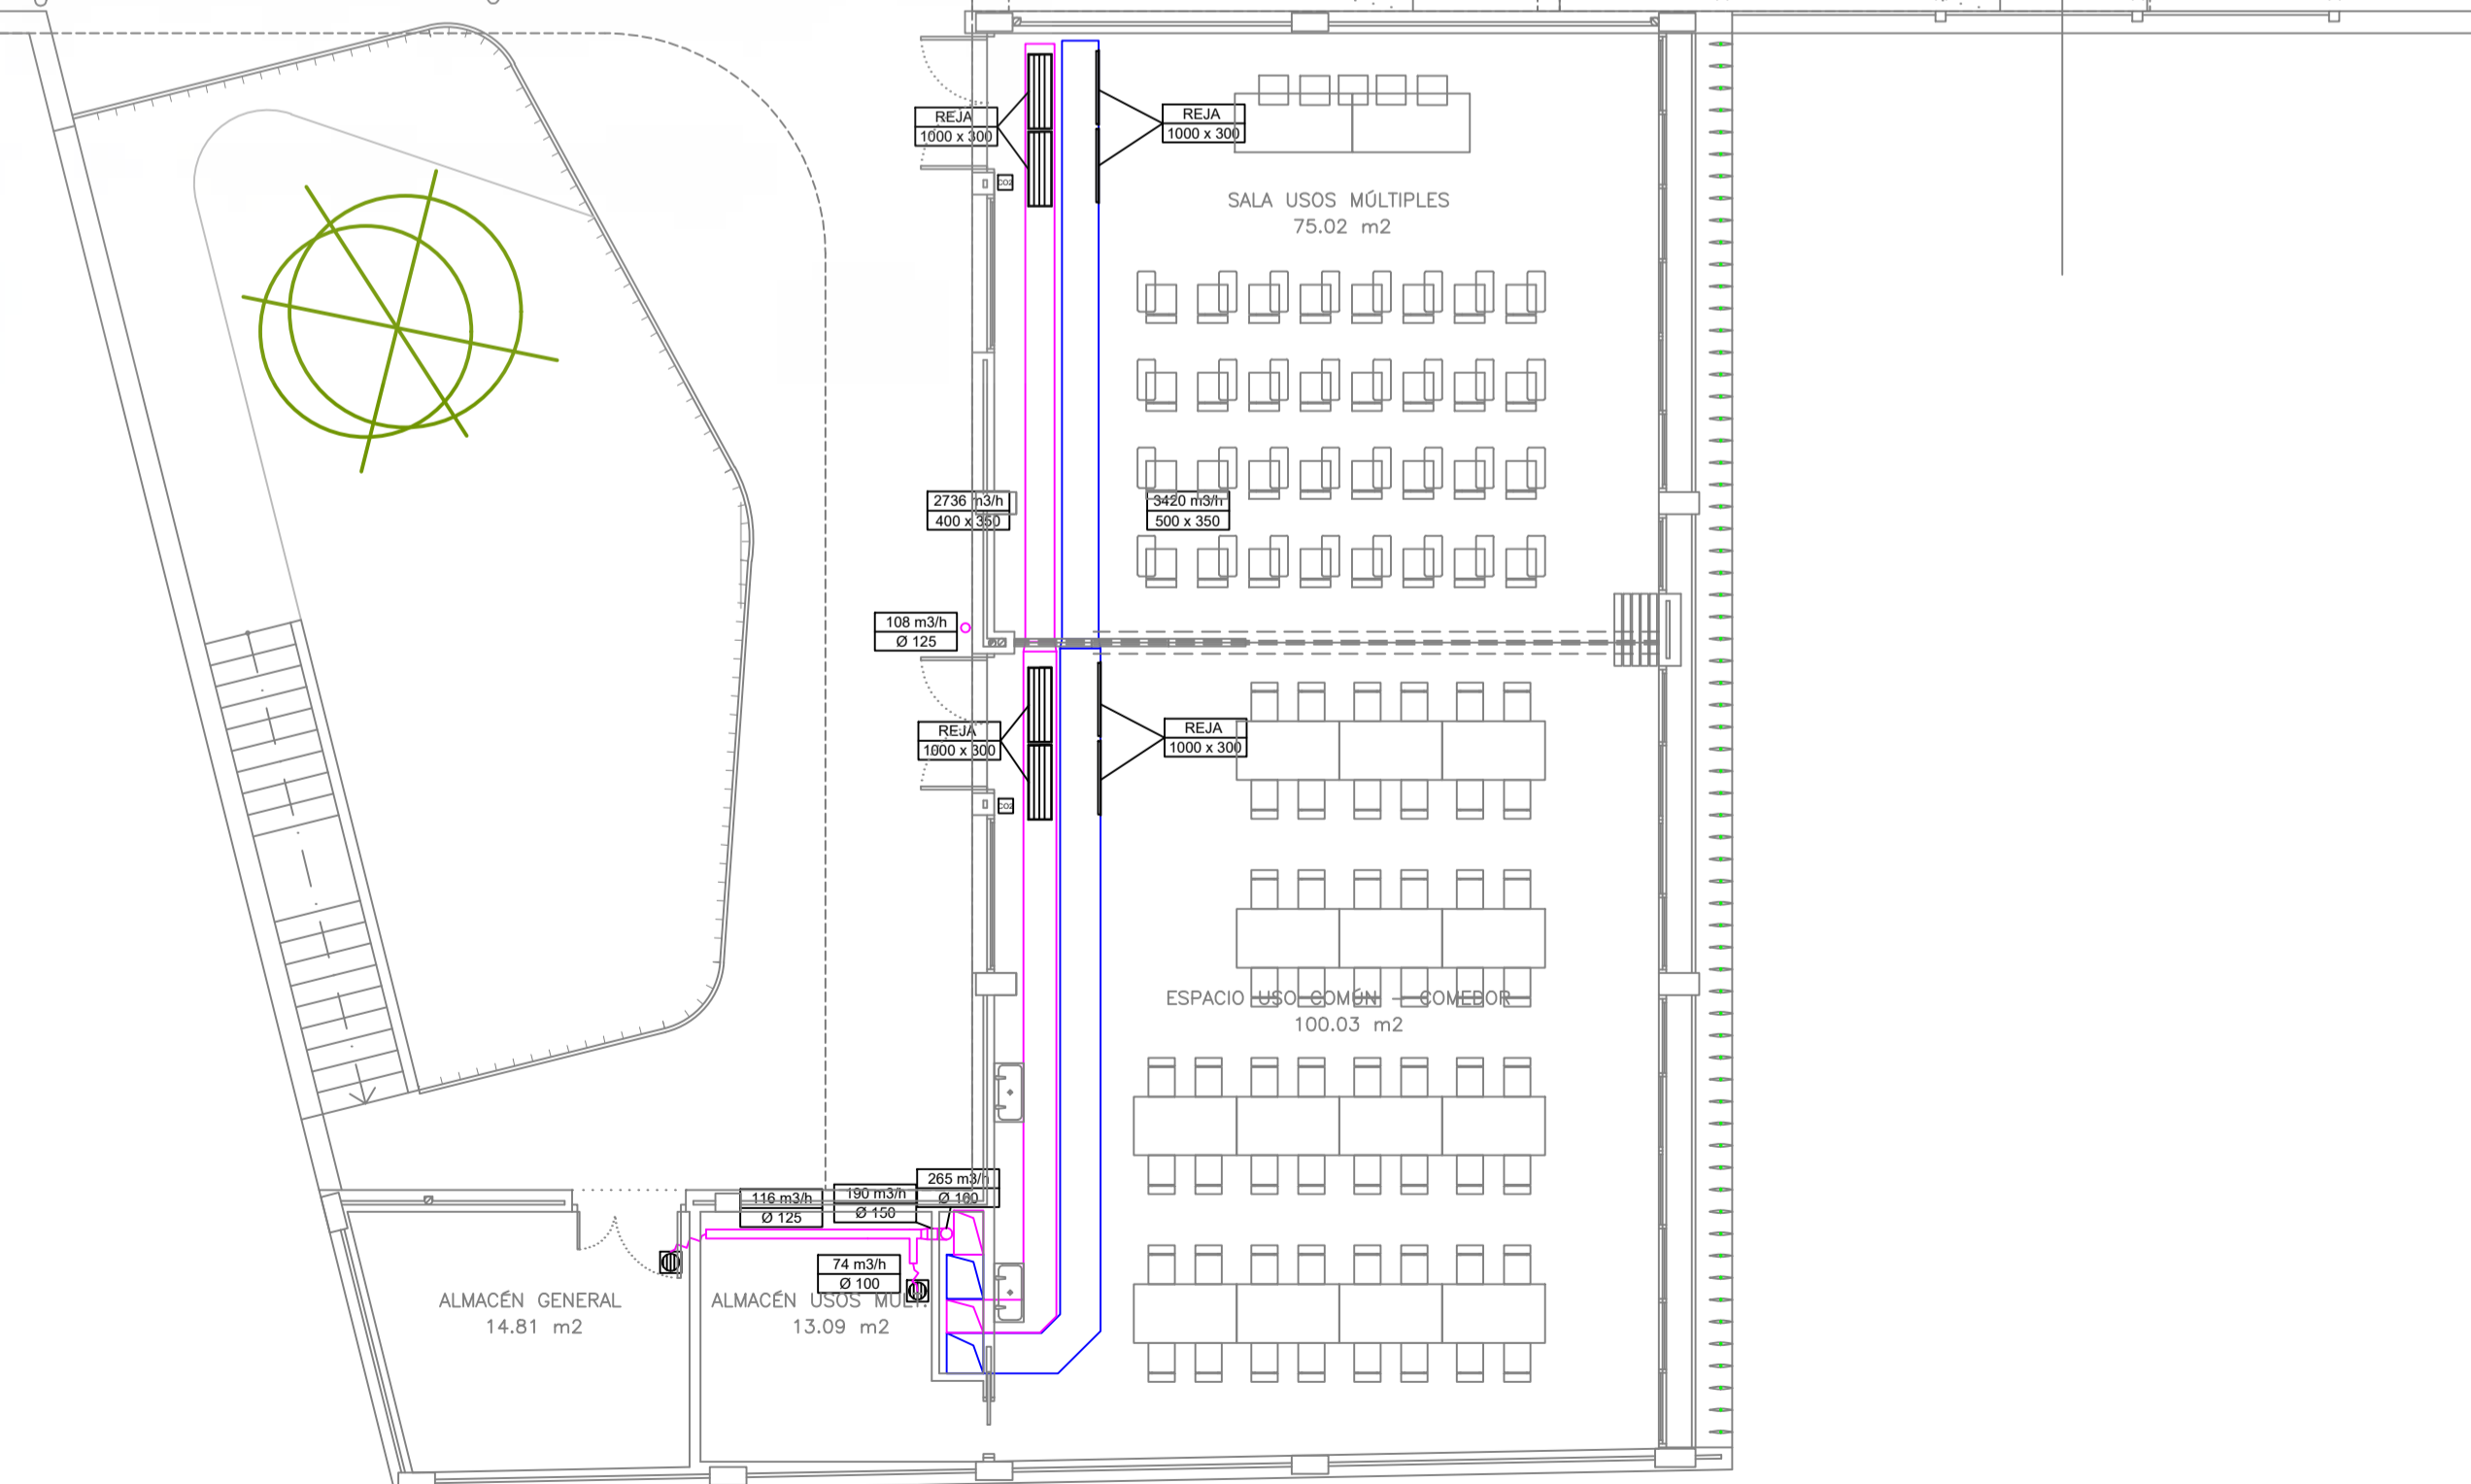 REJA
1000 x 300
REJA
1000 x 300
CO2
SALA USOS MÚLTIPLES
75.02 m2
2736 m3/h
400 x 350
3420 m3/h
500 x 350
108 m3/h
Ø 125
REJA
1000 x 300
REJA
1000 x 300
CO2
ESPACIO USO COMÚN - COMEDOR
100.03 m2
265 m3/h
Ø 160
190 m3/h
Ø 150
116 m3/h
Ø 125
74 m3/h
Ø 100
ALMACÉN GENERAL
14.81 m2
ALMACÉN USOS MULT.
13.09 m2